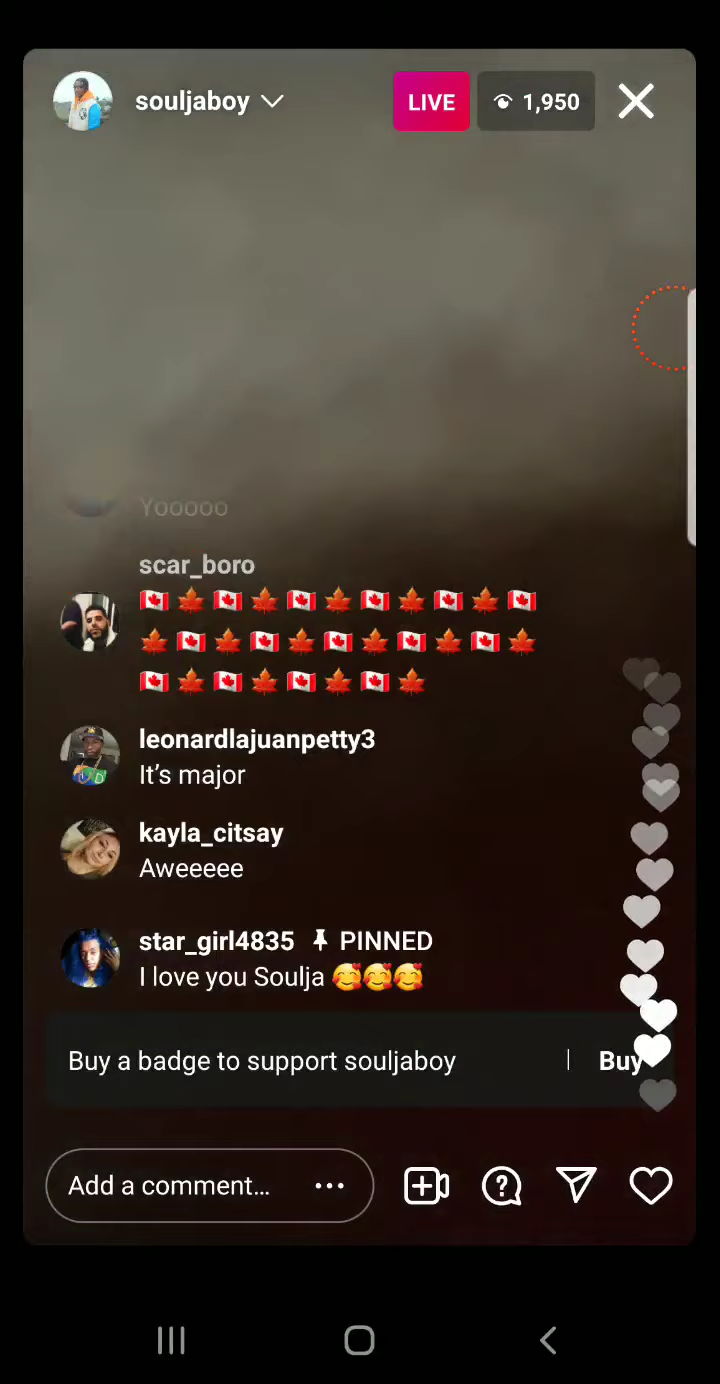 souljaboy
LIVE
1,950
Yooooo
scar_boro
🇨🇦🍁🇨🇦🍁🇨🇦🍁🇨🇦🍁🇨🇦🍁🇨🇦
🍁🇨🇦🍁🇨🇦🍁🇨🇦🍁🇨🇦🍁🇨🇦🍁
🇨🇦🍁🇨🇦🍁🇨🇦🍁🇨🇦🍁
leonardlajuanpetty3
It’s major
kayla_citsay
Aweeeee
star_girl4835 📌 PINNED
I love you Soulja 🥰🥰🥰
Buy a badge to support souljaboy | Buy
Add a comment...